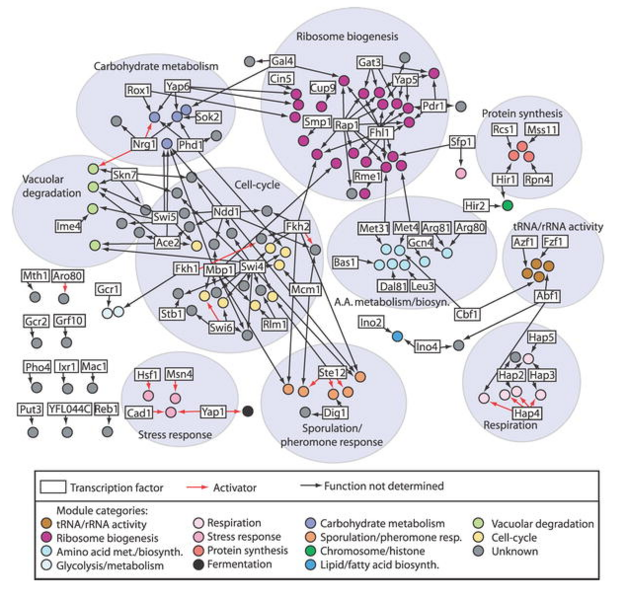 Ribosome biogenesis
Carbohydrate metabolism
Gal4
Gat3
Cin5
Yap5
Rox1
Yap6
Cup9
Pdr1
Sok2
Smp1
Rap1
Fhl1
Protein synthesis
Rcs1
Mss11
Nrg1
Phd1
Sfp1
Vacuolar
degradation
Skn7
Cell-cycle
Rme1
Hir1
Rpn4
Hir2
Ime4
Swi5
Ndd1
Fkh2
Met31
Met4
Arg81
Arg80
tRNA/rRNA activity
Ace2
Gcn4
Azf1
Fzf1
Mth1
Aro80
Fkh1
Mbp1
Swi4
Bas1
Gcr1
Mcm1
Dal81
Leu3
A.A. metabolism/biosyn.
Abf1
Gcr2
Grf10
Stb1
Swi6
Rlm1
Cbf1
Ino2
Ino4
Hap5
Pho4
Ixr1
Mac1
Hsf1
Msn4
Ste12
Hap2
Hap3
Put3
YFL044C
Reb1
Cad1
Yap1
Dig1
Hap4
Stress response
Sporulation/
pheromone response
Respiration
Transcription factor
Activator
Function not determined
Module categories:
tRNA/rRNA activity
Respiration
Carbohydrate metabolism
Vacuolar degradation
Ribosome biogenesis
Stress response
Sporulation/pheromone resp.
Cell-cycle
Amino acid met./biosynth.
Protein synthesis
Chromosome/histone
Unknown
Glycolysis/metabolism
Fermentation
Lipid/fatty acid biosynth.